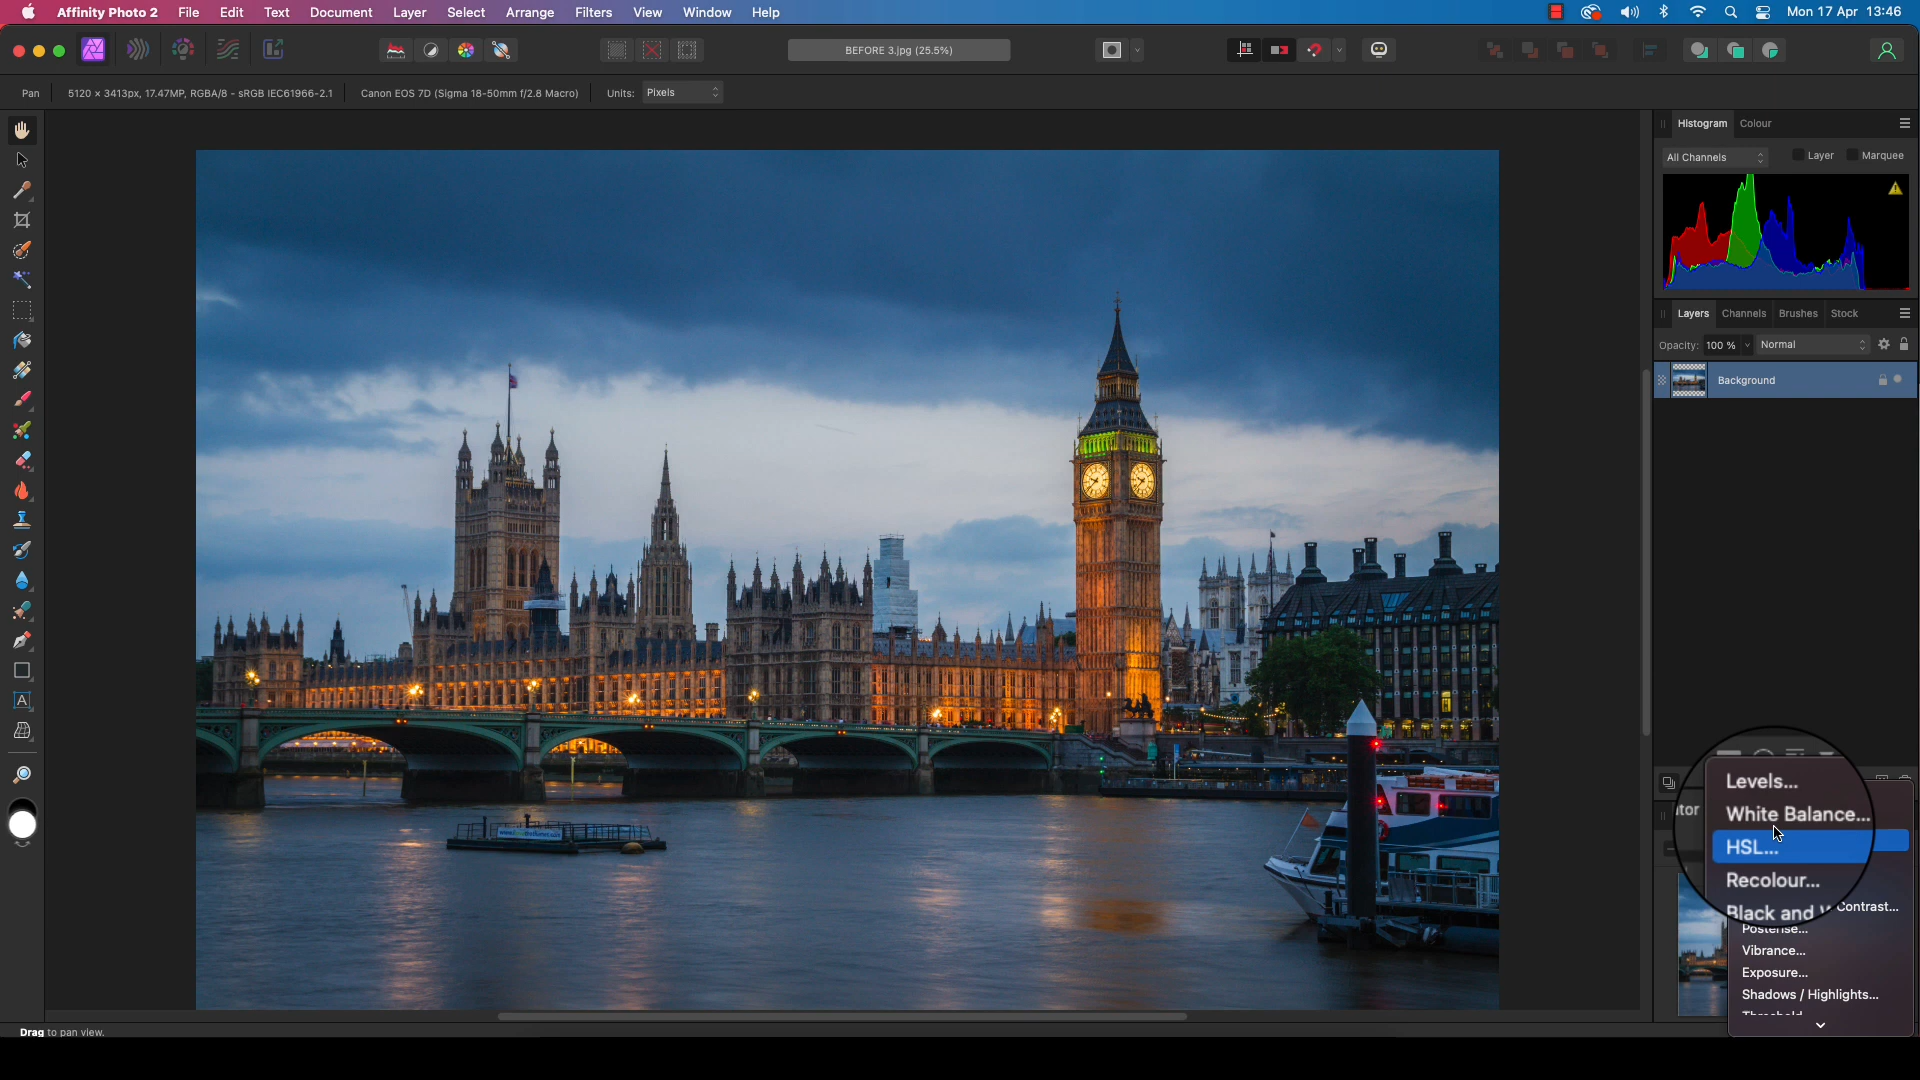 Affinity Photo 2 File Edit Text Document Layer Select Arrange Filters View Window Help Mon 17 Apr 13:46
BEFORE 3.jpg (25.5%)
Pan 5120 × 3413px, 17.47MP, RGBA/8 - sRGB IEC61966-2.1 Canon EOS 7D (Sigma 18-50mm f/2.8 Macro) Units: Pixels
Histogram Colour
All Channels Layer Marquee
Layers Channels Brushes Stock
Opacity: 100 % Normal
Background
Levels...
White Balance...
HSL...
Recolour...
Black and
Contrast...
Posterise...
Vibrance...
Exposure...
Shadows / Highlights...
Threshold
A
Drag to pan view.